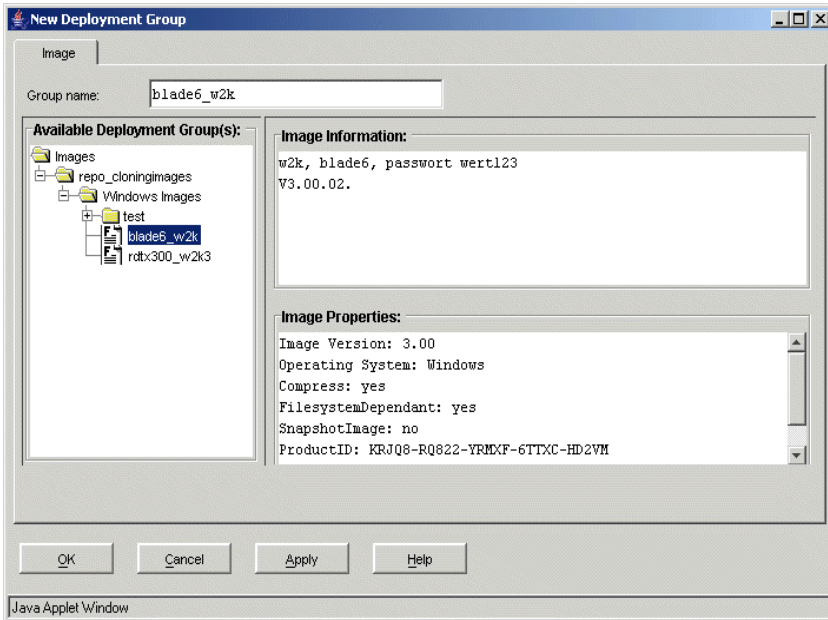 New Deployment Group
Image
Group name: blade6_w2k
Available Deployment Group(s):
Images
repo_cloningimages
Windows Images
test
blade6_w2k
rdtx300_w2k3
Image Information:
w2k, blade6, passwort wert123
V3.00.02.
Image Properties:
Image Version: 3.00
Operating System: Windows
Compress: yes
FilesystemDependant: yes
SnapshotImage: no
ProductID: KRJQ8-RQ822-YRMXF-6TTXC-HD2VM
OK Cancel Apply Help
Java Applet Window